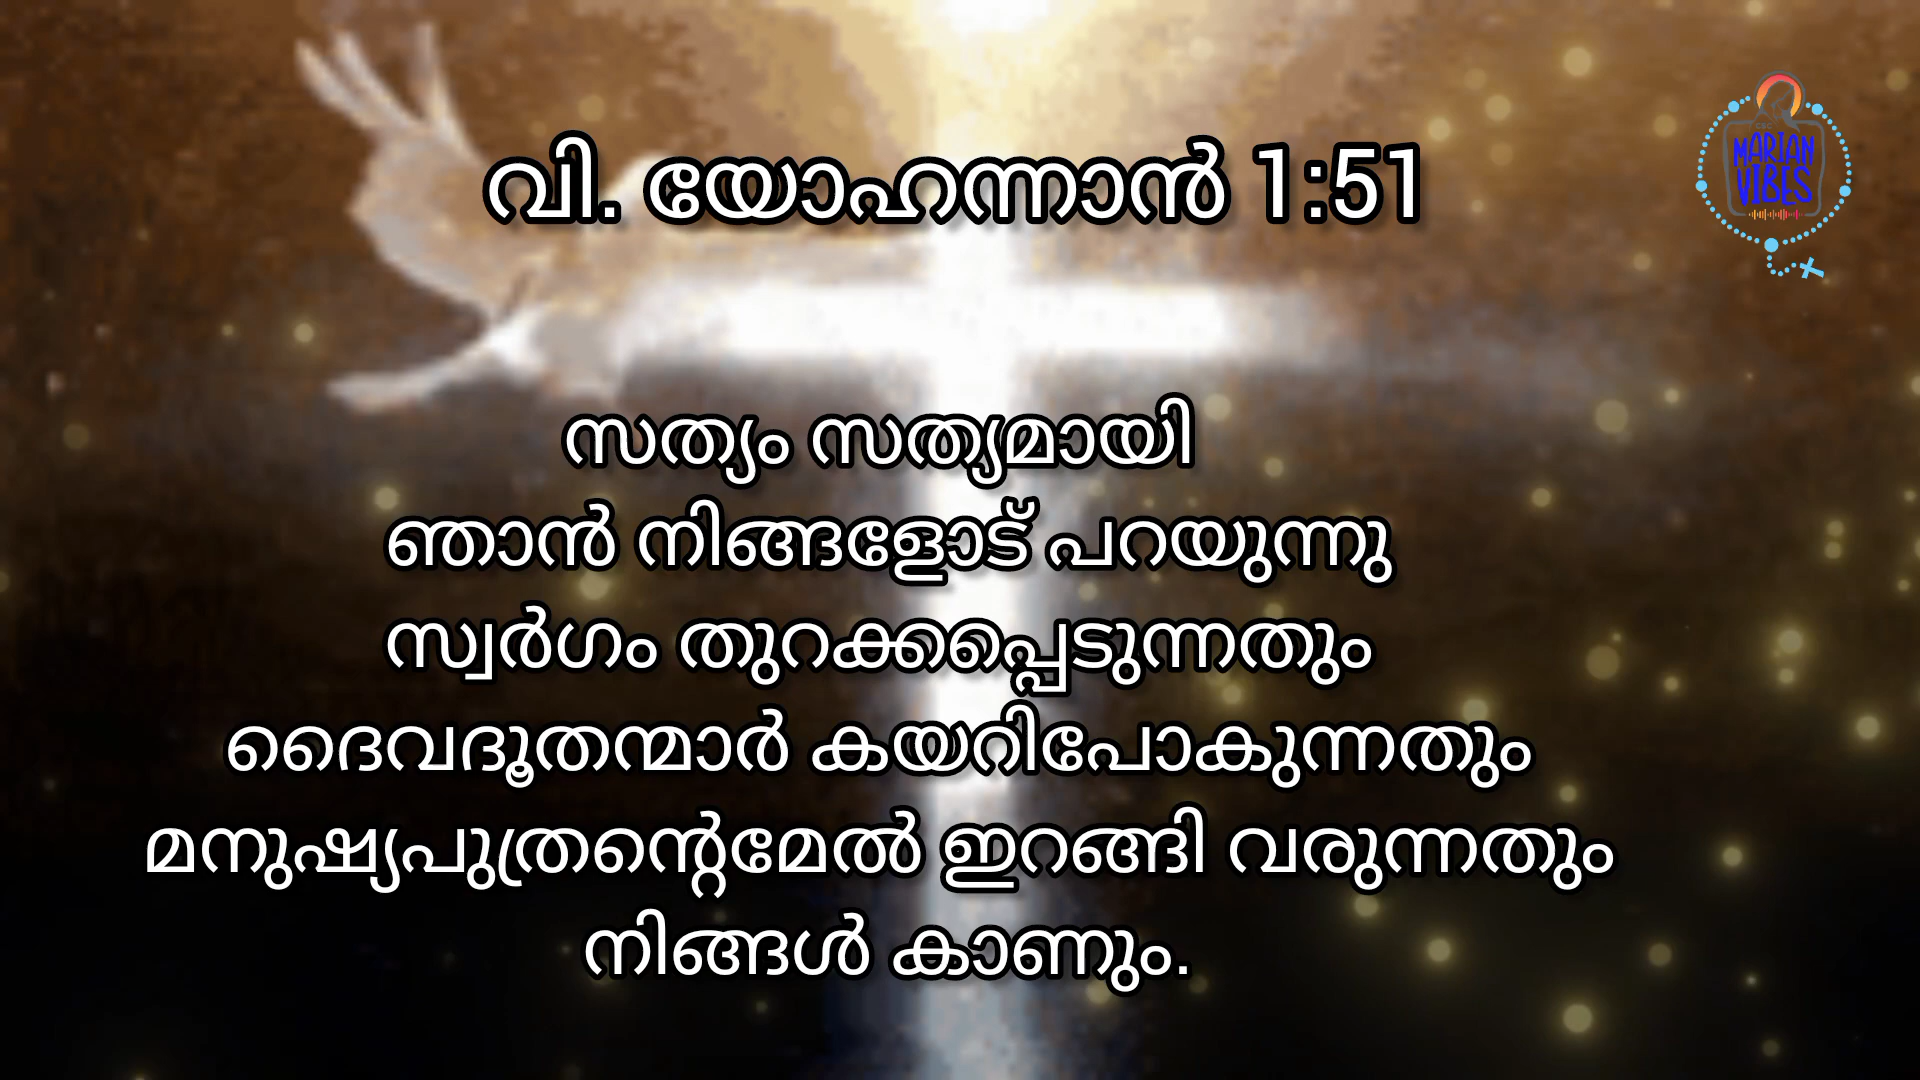 വി. യോഹന്നാൻ 1:51
MARIAN
VIBES
സത്യം സത്യമായി
ഞാൻ നിങ്ങളോട് പറയുന്നു
സ്വർഗം തുറക്കപ്പെടുന്നതും
ദൈവദൂതന്മാർ കയറിപോകുന്നതും
മനുഷ്യപുത്രന്റെമേൽ ഇറങ്ങി വരുന്നതും
നിങ്ങൾ കാണും.